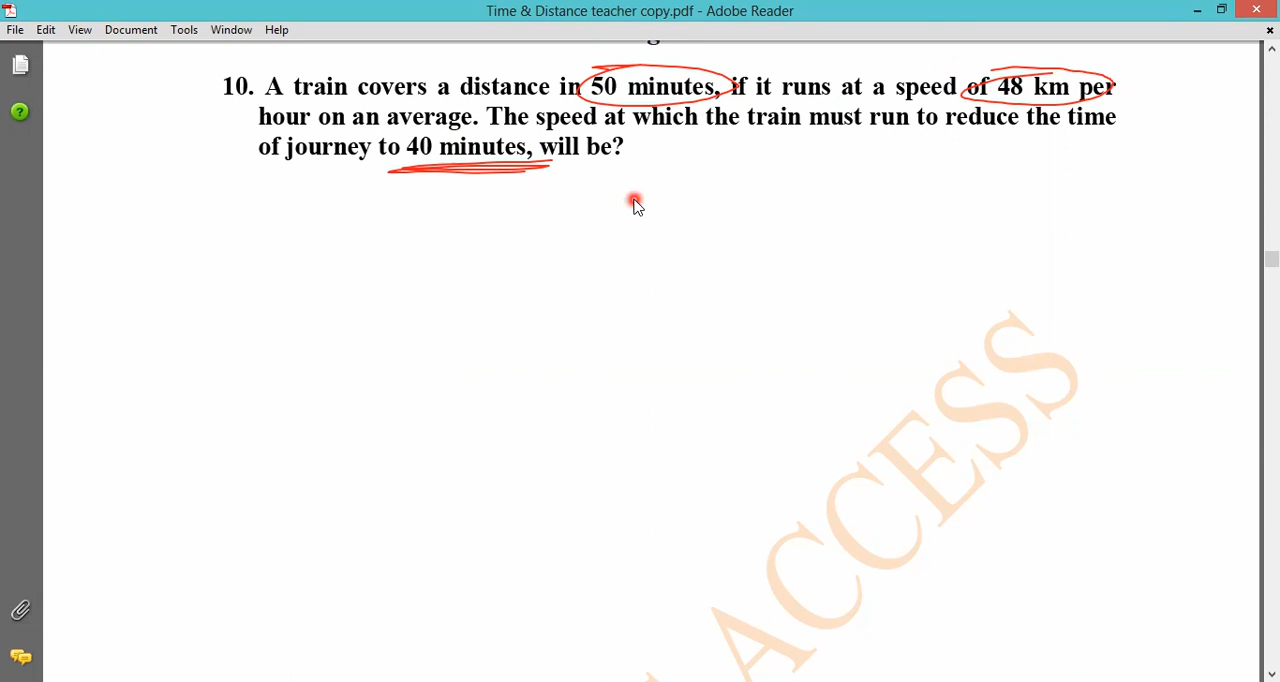 Time & Distance teacher copy.pdf - Adobe Reader
File Edit View Document Tools Window Help
10. A train covers a distance in 50 minutes, if it runs at a speed of 48 km per
hour on an average. The speed at which the train must run to reduce the time
of journey to 40 minutes, will be?
ACCESS